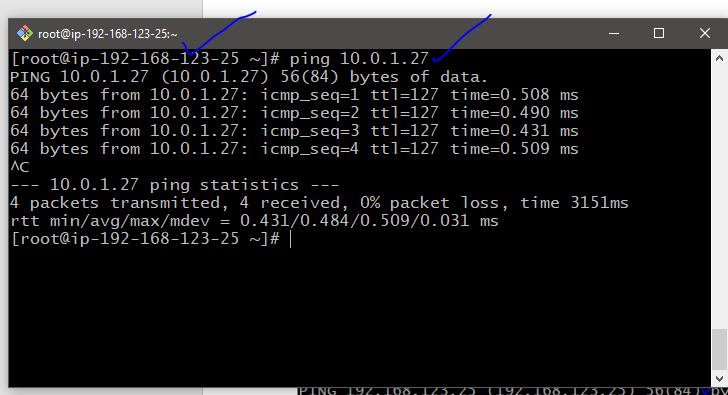 root@ip-192-168-123-25:~
[root@ip-192-168-123-25 ~]# ping 10.0.1.27
PING 10.0.1.27 (10.0.1.27) 56(84) bytes of data.
64 bytes from 10.0.1.27: icmp_seq=1 ttl=127 time=0.508 ms
64 bytes from 10.0.1.27: icmp_seq=2 ttl=127 time=0.490 ms
64 bytes from 10.0.1.27: icmp_seq=3 ttl=127 time=0.431 ms
64 bytes from 10.0.1.27: icmp_seq=4 ttl=127 time=0.509 ms
^C
--- 10.0.1.27 ping statistics ---
4 packets transmitted, 4 received, 0% packet loss, time 3151ms
rtt min/avg/max/mdev = 0.431/0.484/0.509/0.031 ms
[root@ip-192-168-123-25 ~]#
PING 192.168.123.25 (192.168.123.25) 56(84)